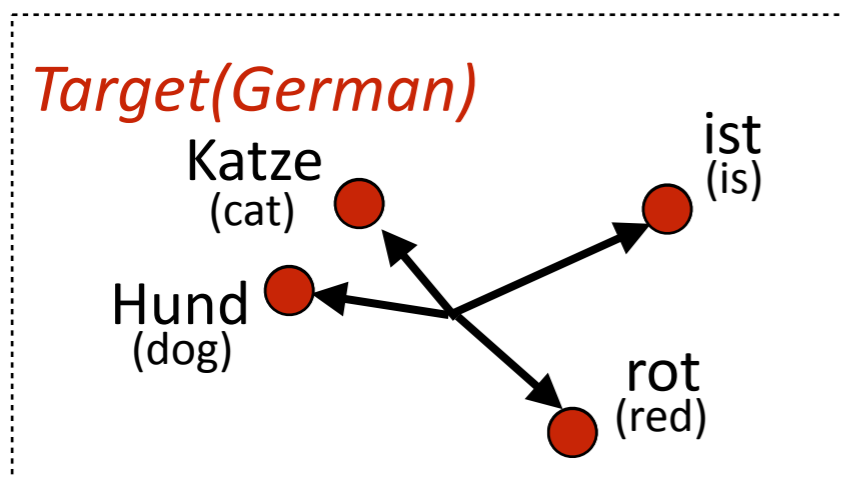 Target(German)
ist
(is)
Katze
(cat)
Hund
(dog)
rot
(red)